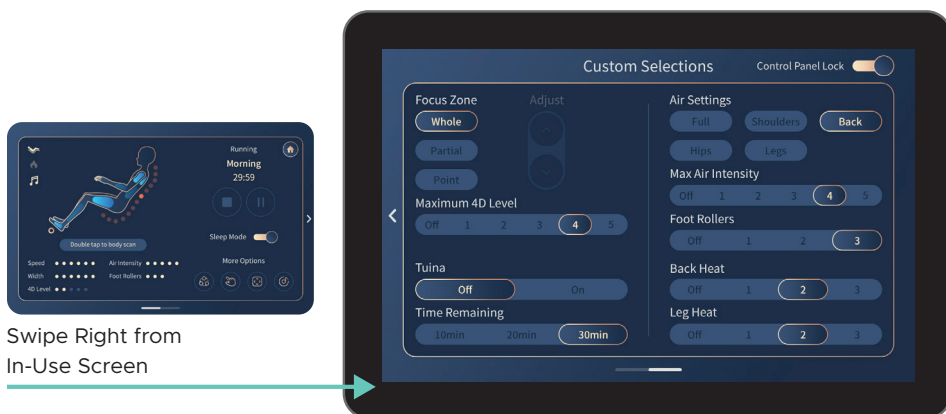 Running
Morning
29:59
Double tap to body scan
Sleep Mode
Speed
Air Intensity
More Options
Width
Foot Rollers
4D Level
Swipe Right from
In-Use Screen
Custom Selections
Control Panel Lock
Focus Zone
Adjust
Whole
Partial
Point
Maximum 4D Level
Off 1 2 3 4 5
Tuina
Off On
Time Remaining
10min 20min 30min
Air Settings
Full Shoulders Back
Hips Legs
Max Air Intensity
Off 1 2 3 4 5
Foot Rollers
Off 1 2 3
Back Heat
Off 1 2 3
Leg Heat
Off 1 2 3